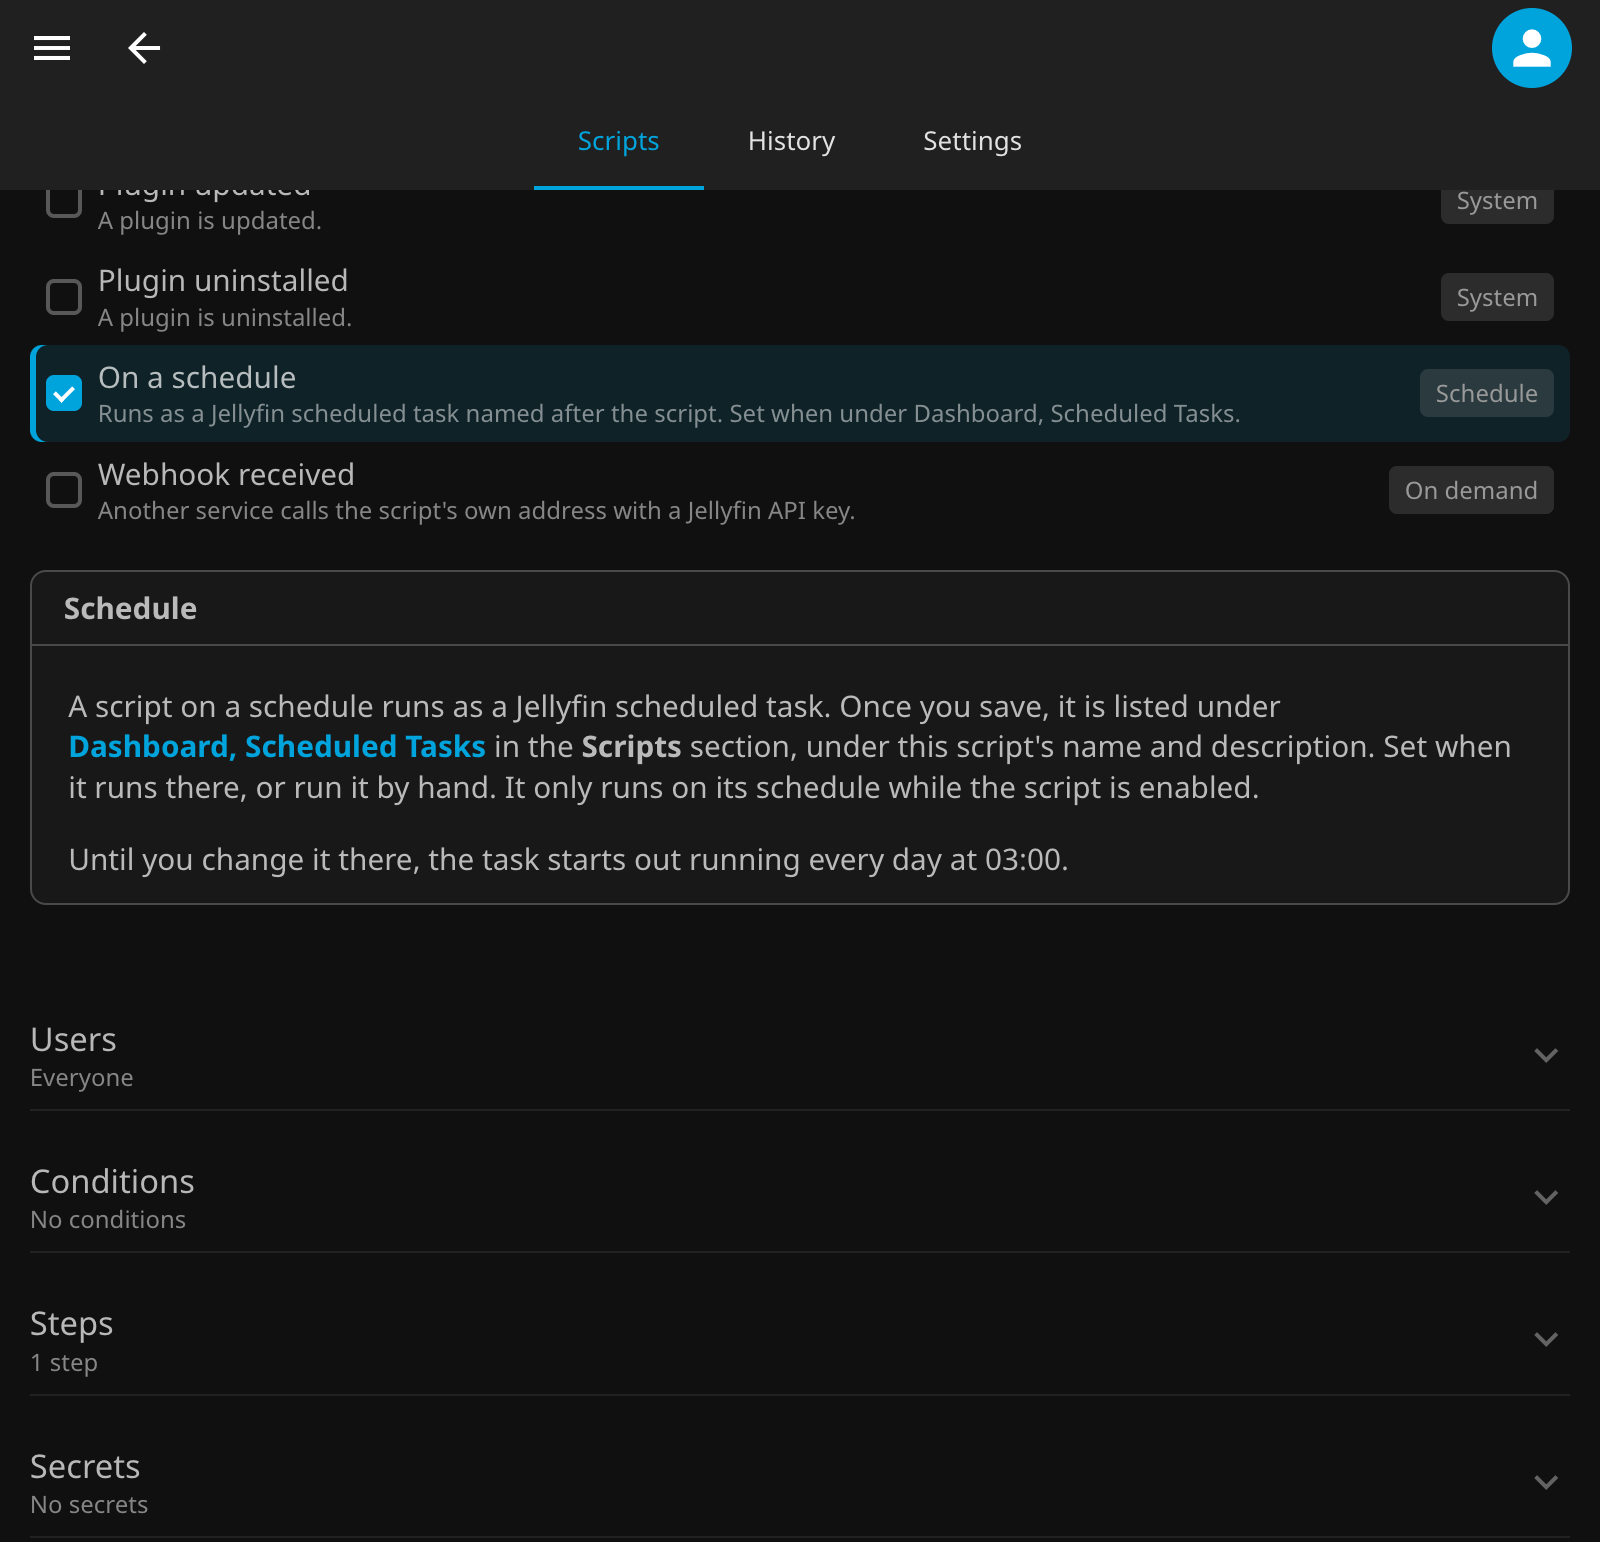 Scripts
History
Settings
Plugin updated
A plugin is updated.
System
Plugin uninstalled
A plugin is uninstalled.
System
On a schedule
Runs as a Jellyfin scheduled task named after the script. Set when under Dashboard, Scheduled Tasks.
Schedule
Webhook received
Another service calls the script's own address with a Jellyfin API key.
On demand
Schedule
A script on a schedule runs as a Jellyfin scheduled task. Once you save, it is listed under
Dashboard, Scheduled Tasks in the Scripts section, under this script's name and description. Set when
it runs there, or run it by hand. It only runs on its schedule while the script is enabled.
Until you change it there, the task starts out running every day at 03:00.
Users
Everyone
Conditions
No conditions
Steps
1 step
Secrets
No secrets